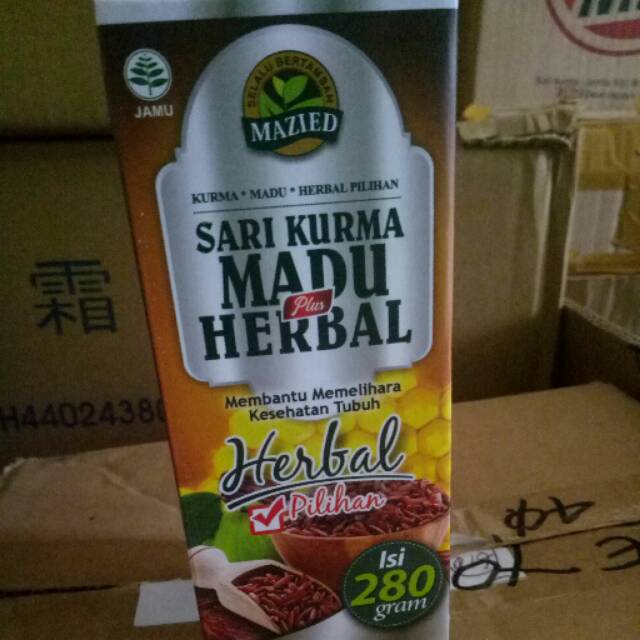 JAMU
SELALU BERTAMBAH
MAZIED
KURMA * MADU * HERBAL PILIHAN
SARI KURMA
MADU
Plus
HERBAL
Membantu Memelihara
Kesehatan Tubuh
Herbal
Pilihan
Isi
280
gram
霜
H4402438